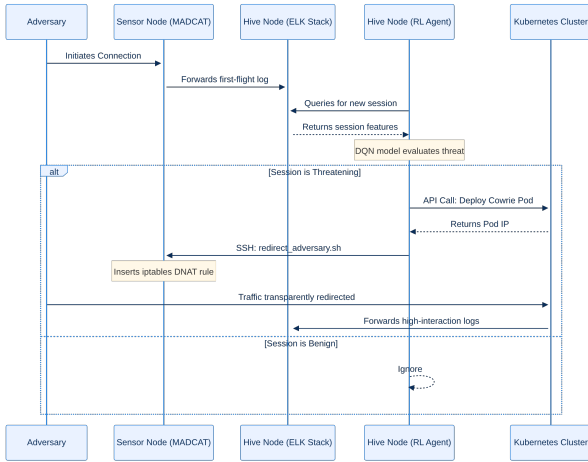 Adversary
Sensor Node (MADCAT)
Hive Node (ELK Stack)
Hive Node (RL Agent)
Kubernetes Cluster
Initiates Connection
Forwards first-flight log
Queries for new session
Returns session features
DQN model evaluates threat
alt
[Session is Threatening]
API Call: Deploy Cowrie Pod
Returns Pod IP
SSH: redirect_adversary.sh
Inserts iptables DNAT rule
Traffic transparently redirected
Forwards high-interaction logs
[Session is Benign]
Ignore
Adversary
Sensor Node (MADCAT)
Hive Node (ELK Stack)
Hive Node (RL Agent)
Kubernetes Cluster